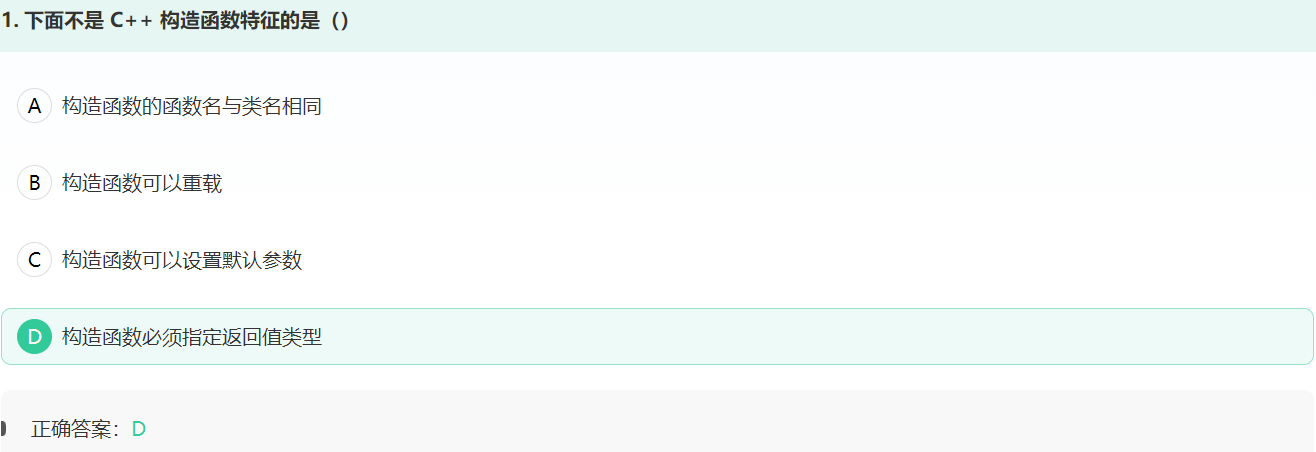 1. 下面不是 C++ 构造函数特征的是（）
A 构造函数的函数名与类名相同
B 构造函数可以重载
C 构造函数可以设置默认参数
D 构造函数必须指定返回值类型
正确答案：D